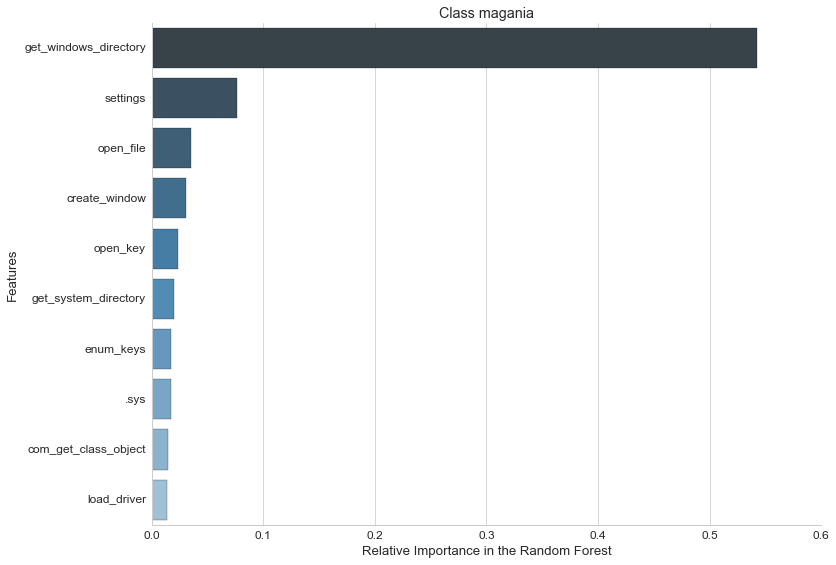 Class magania
get_windows_directory
settings
open_file
create_window
open_key
get_system_directory
enum_keys
.sys
com_get_class_object
load_driver
Features
0.0 0.1 0.2 0.3 0.4 0.5 0.6
Relative Importance in the Random Forest